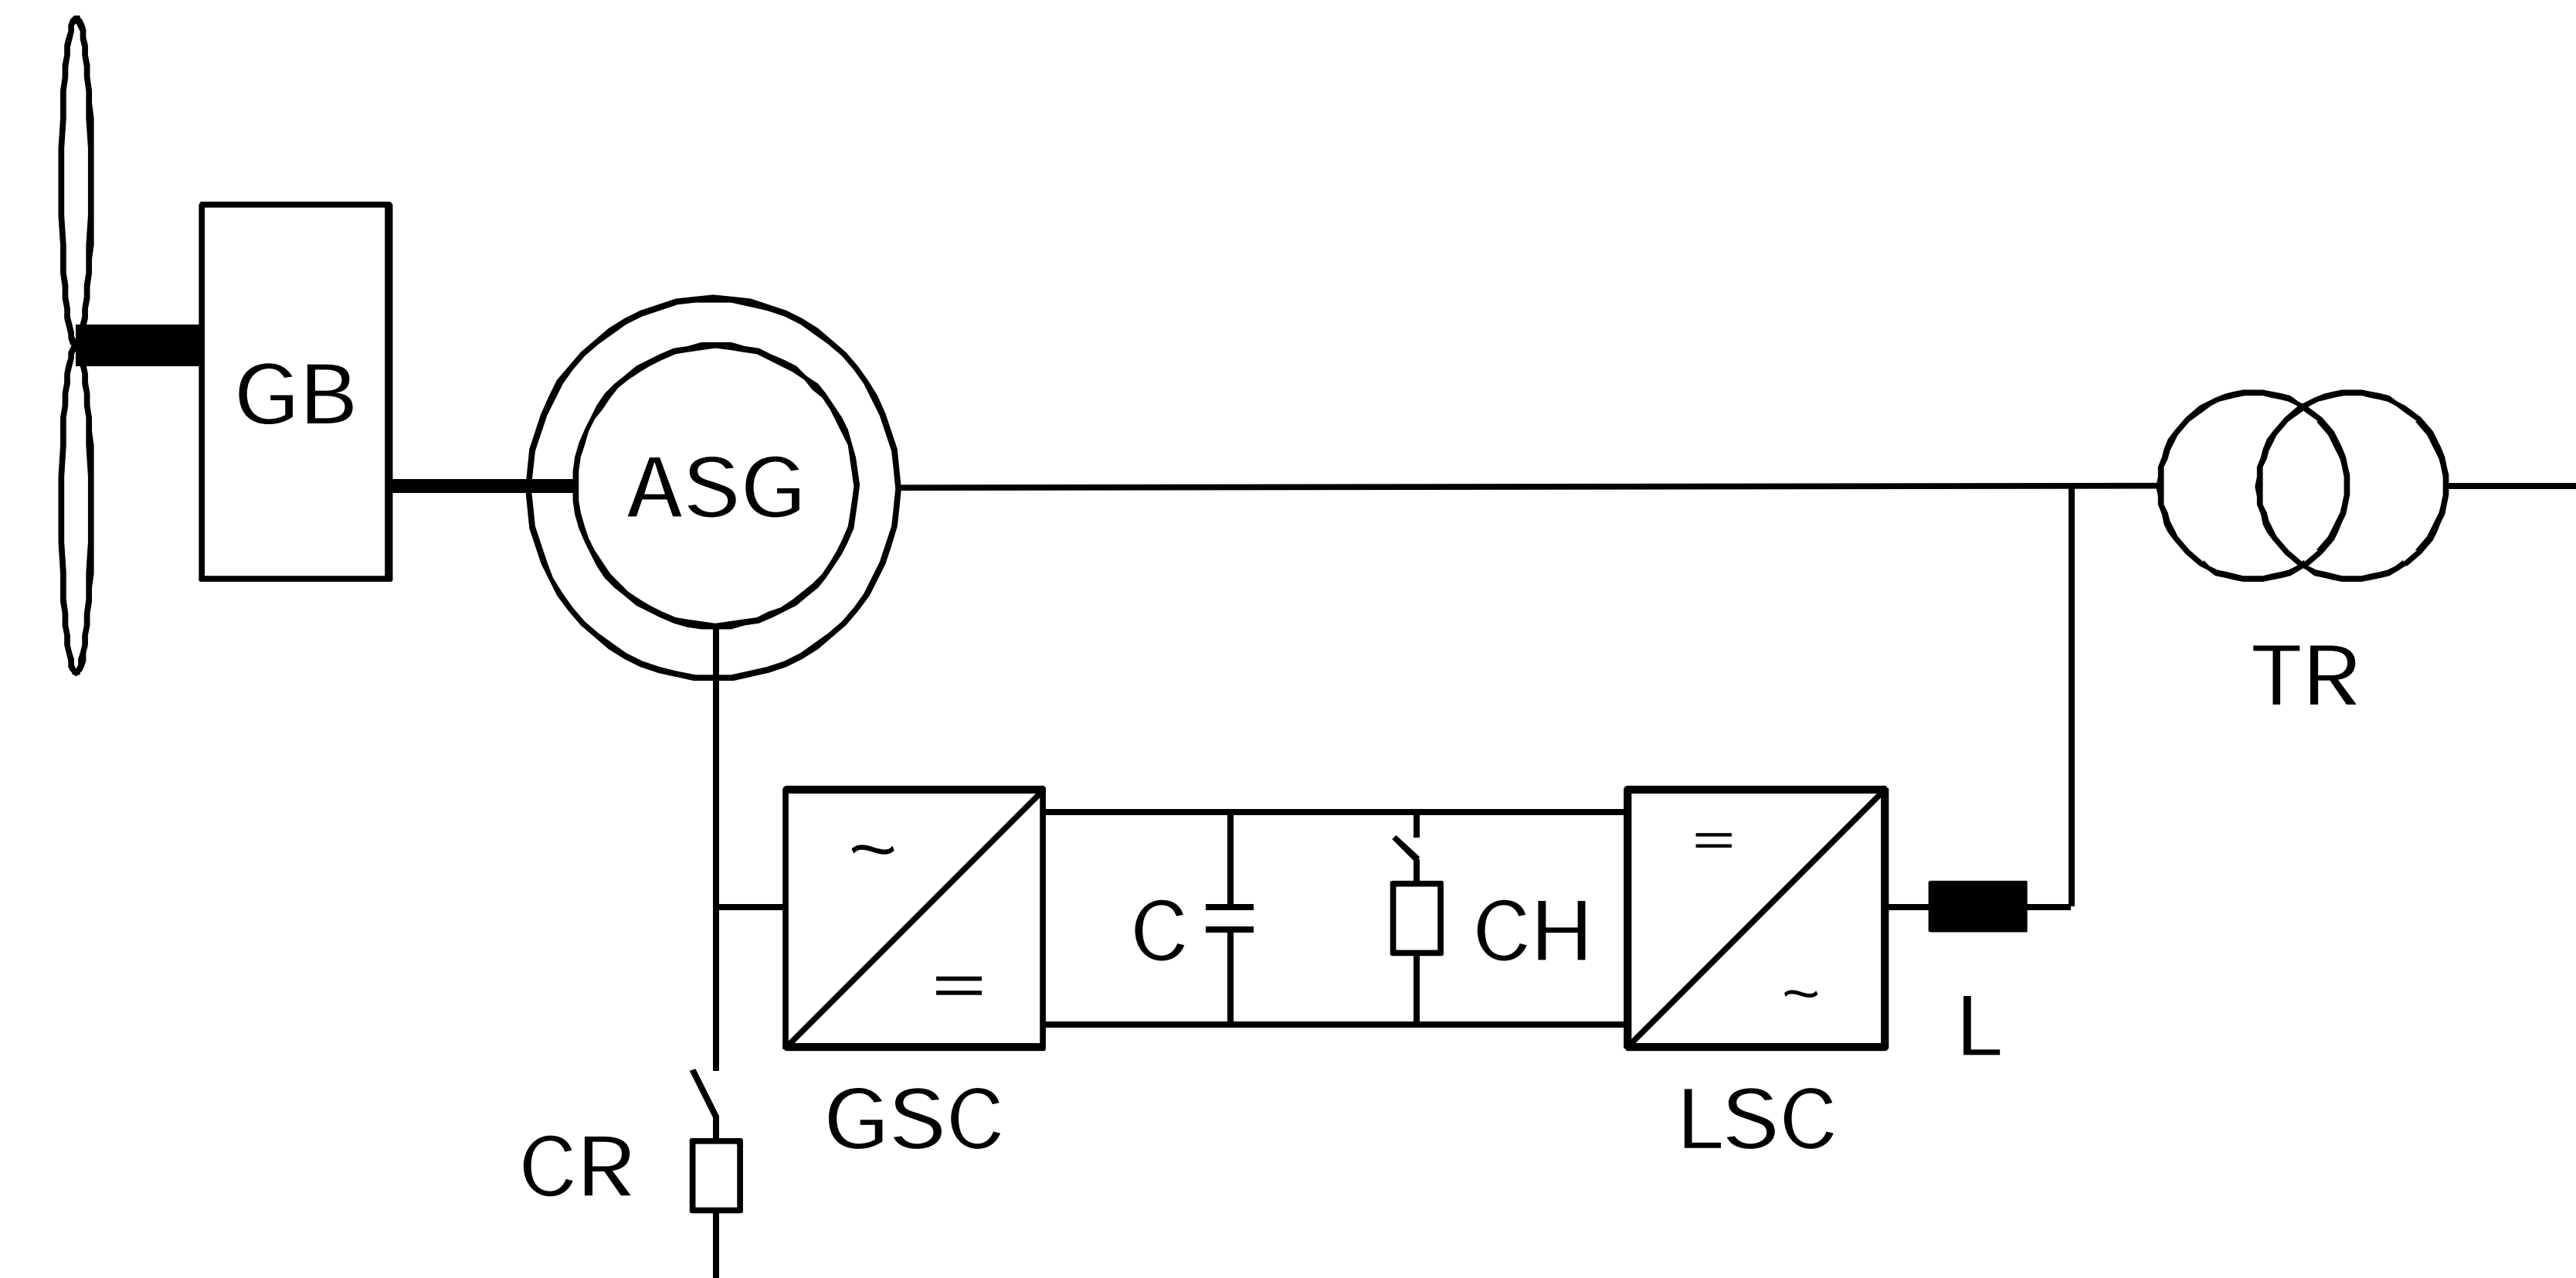 GB
ASG
TR
~
=
C
CH
=
~
L
GSC
LSC
CR